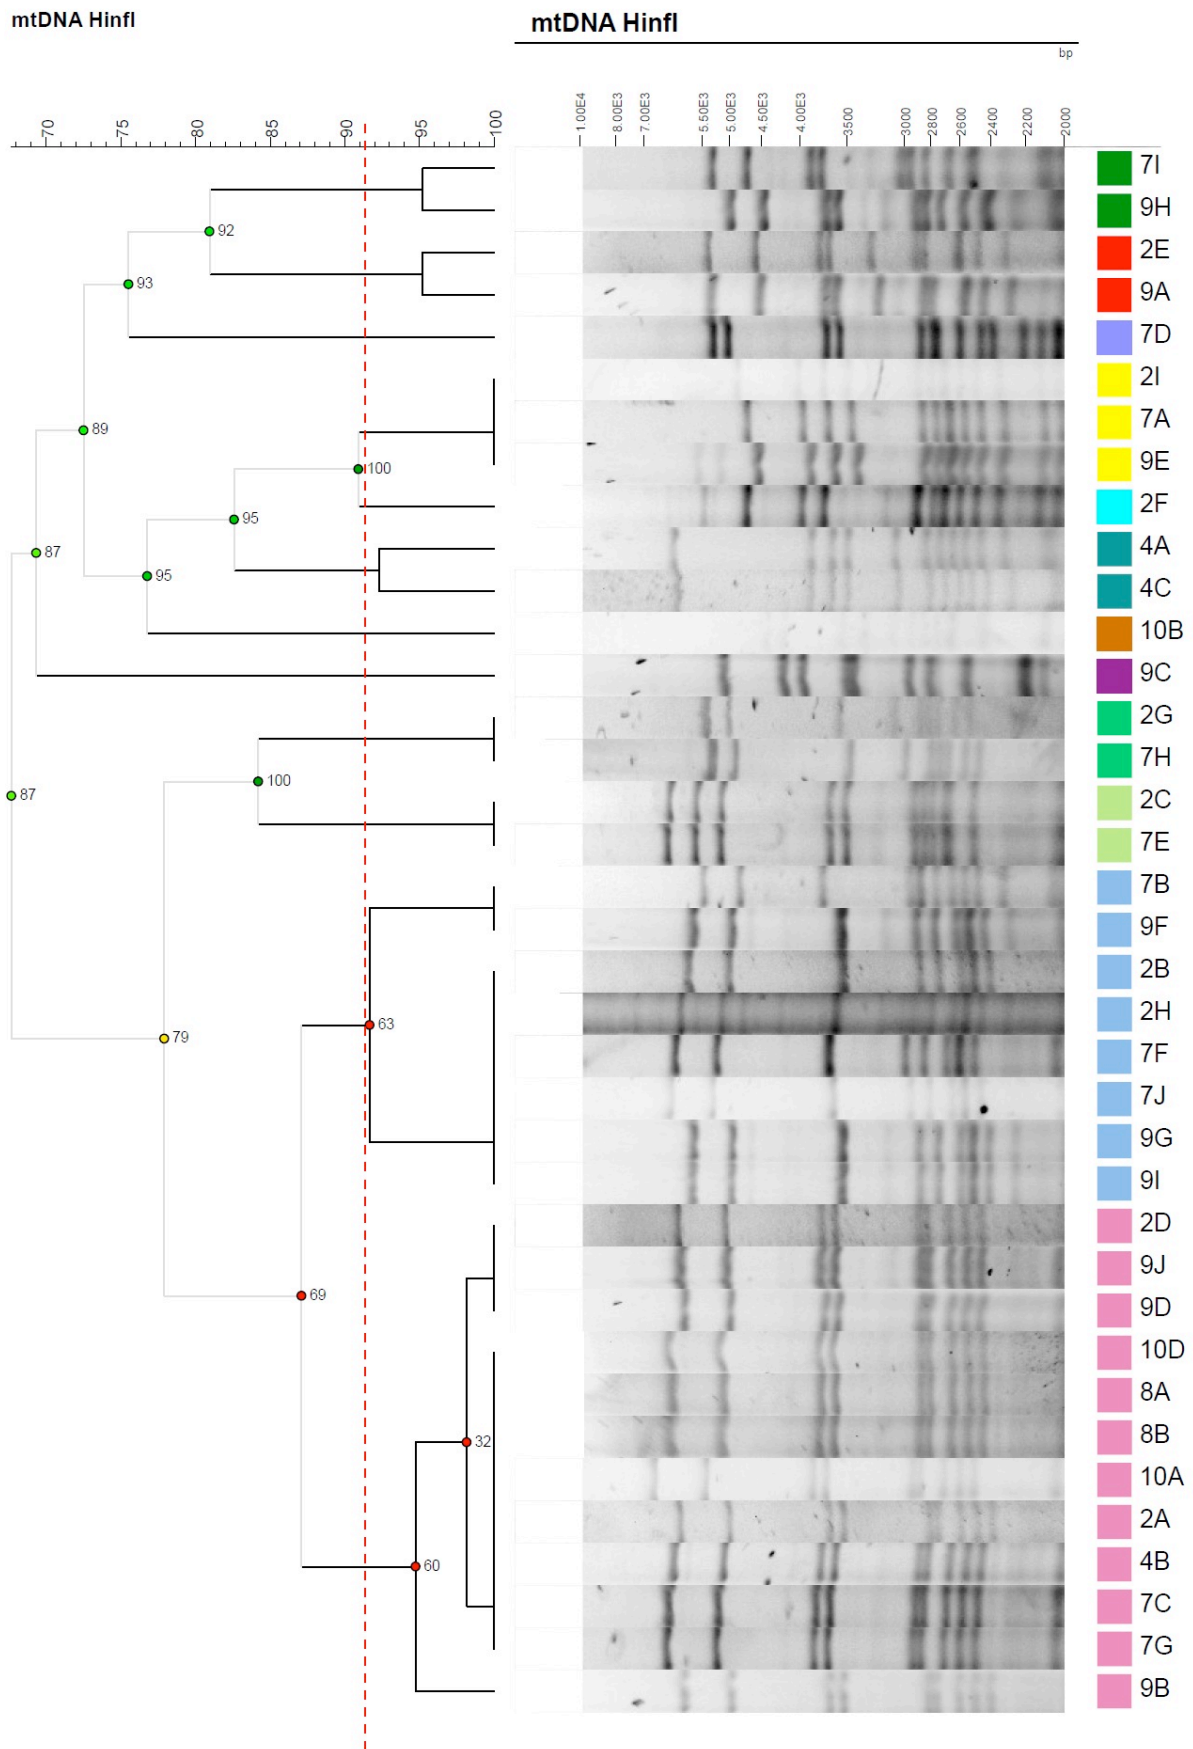 mtDNA HinfI
mtDNA HinfI
bp
70 75 80 85 90 95 100
1.00E4 8.00E3 7.00E3 5.50E3 5.00E3 4.50E3 4.00E3 3500 3000 2800 2600 2400 2200 2000
7I
9H
92
2E
93
9A
7D
2I
89
7A
100
9E
95
2F
87
4A
95
4C
10B
9C
2G
7H
100
87
2C
7E
7B
9F
2B
63
2H
79
7F
7J
9G
9I
2D
9J
69
9D
10D
8A
32
8B
10A
2A
60
4B
7C
7G
9B